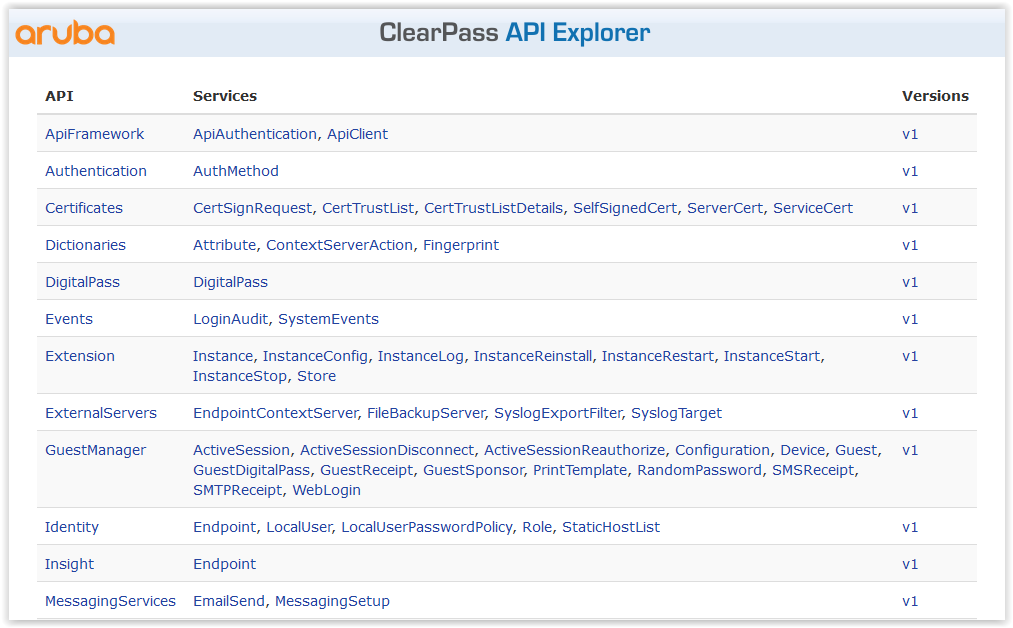 aruba
ClearPass API Explorer
API Services Versions
ApiFramework ApiAuthentication, ApiClient v1
Authentication AuthMethod v1
Certificates CertSignRequest, CertTrustList, CertTrustListDetails, SelfSignedCert, ServerCert, ServiceCert v1
Dictionaries Attribute, ContextServerAction, Fingerprint v1
DigitalPass DigitalPass v1
Events LoginAudit, SystemEvents v1
Extension Instance, InstanceConfig, InstanceLog, InstanceReinstall, InstanceRestart, InstanceStart, v1
InstanceStop, Store
ExternalServers EndpointContextServer, FileBackupServer, SyslogExportFilter, SyslogTarget v1
GuestManager ActiveSession, ActiveSessionDisconnect, ActiveSessionReauthorize, Configuration, Device, Guest, v1
GuestDigitalPass, GuestReceipt, GuestSponsor, PrintTemplate, RandomPassword, SMSReceipt,
SMTPReceipt, WebLogin
Identity Endpoint, LocalUser, LocalUserPasswordPolicy, Role, StaticHostList v1
Insight Endpoint v1
MessagingServices EmailSend, MessagingSetup v1